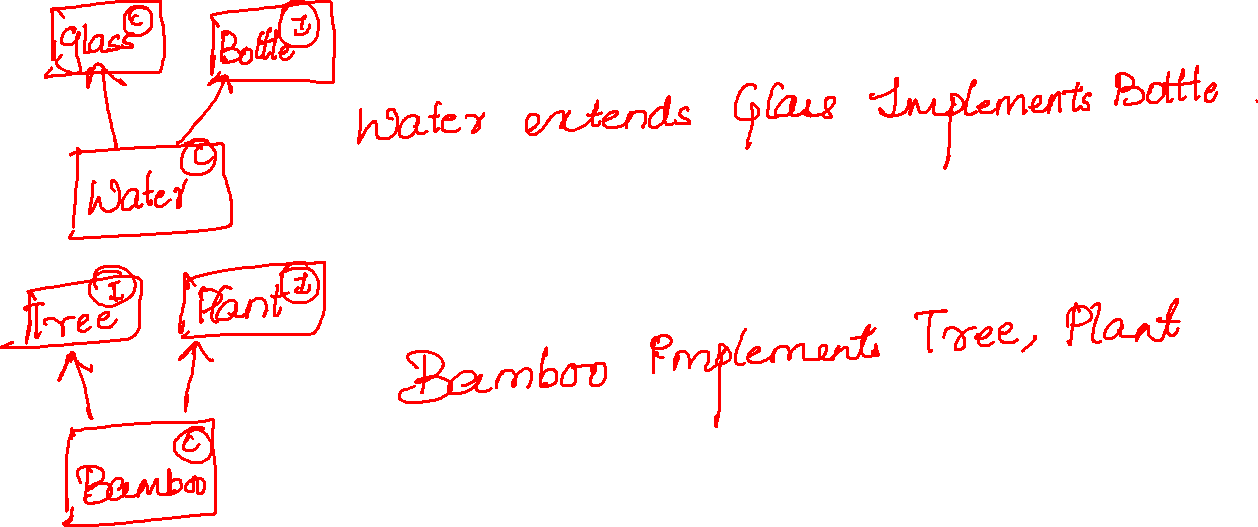 Glass C Bottle I
Water extends Glass Implements Bottle.
Water C
Tree I Plant I
Bamboo Implements Tree, Plant
Bamboo C